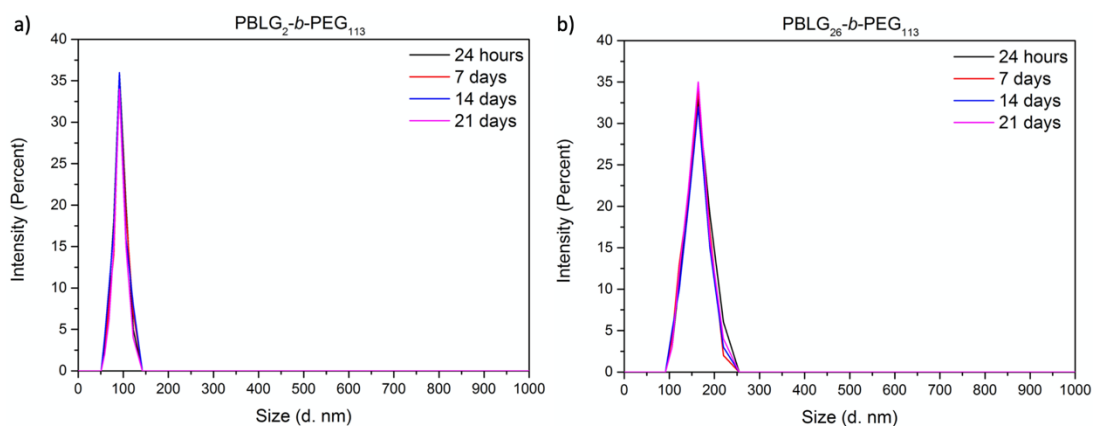 a)
PBLG2-b-PEG113
24 hours
7 days
14 days
21 days
40
35
30
25
20
15
10
5
0
Intensity (Percent)
0 100 200 300 400 500 600 700 800 900 1000
Size (d. nm)
b)
PBLG26-b-PEG113
24 hours
7 days
14 days
21 days
40
35
30
25
20
15
10
5
0
Intensity (Percent)
0 100 200 300 400 500 600 700 800 900 1000
Size (d. nm)